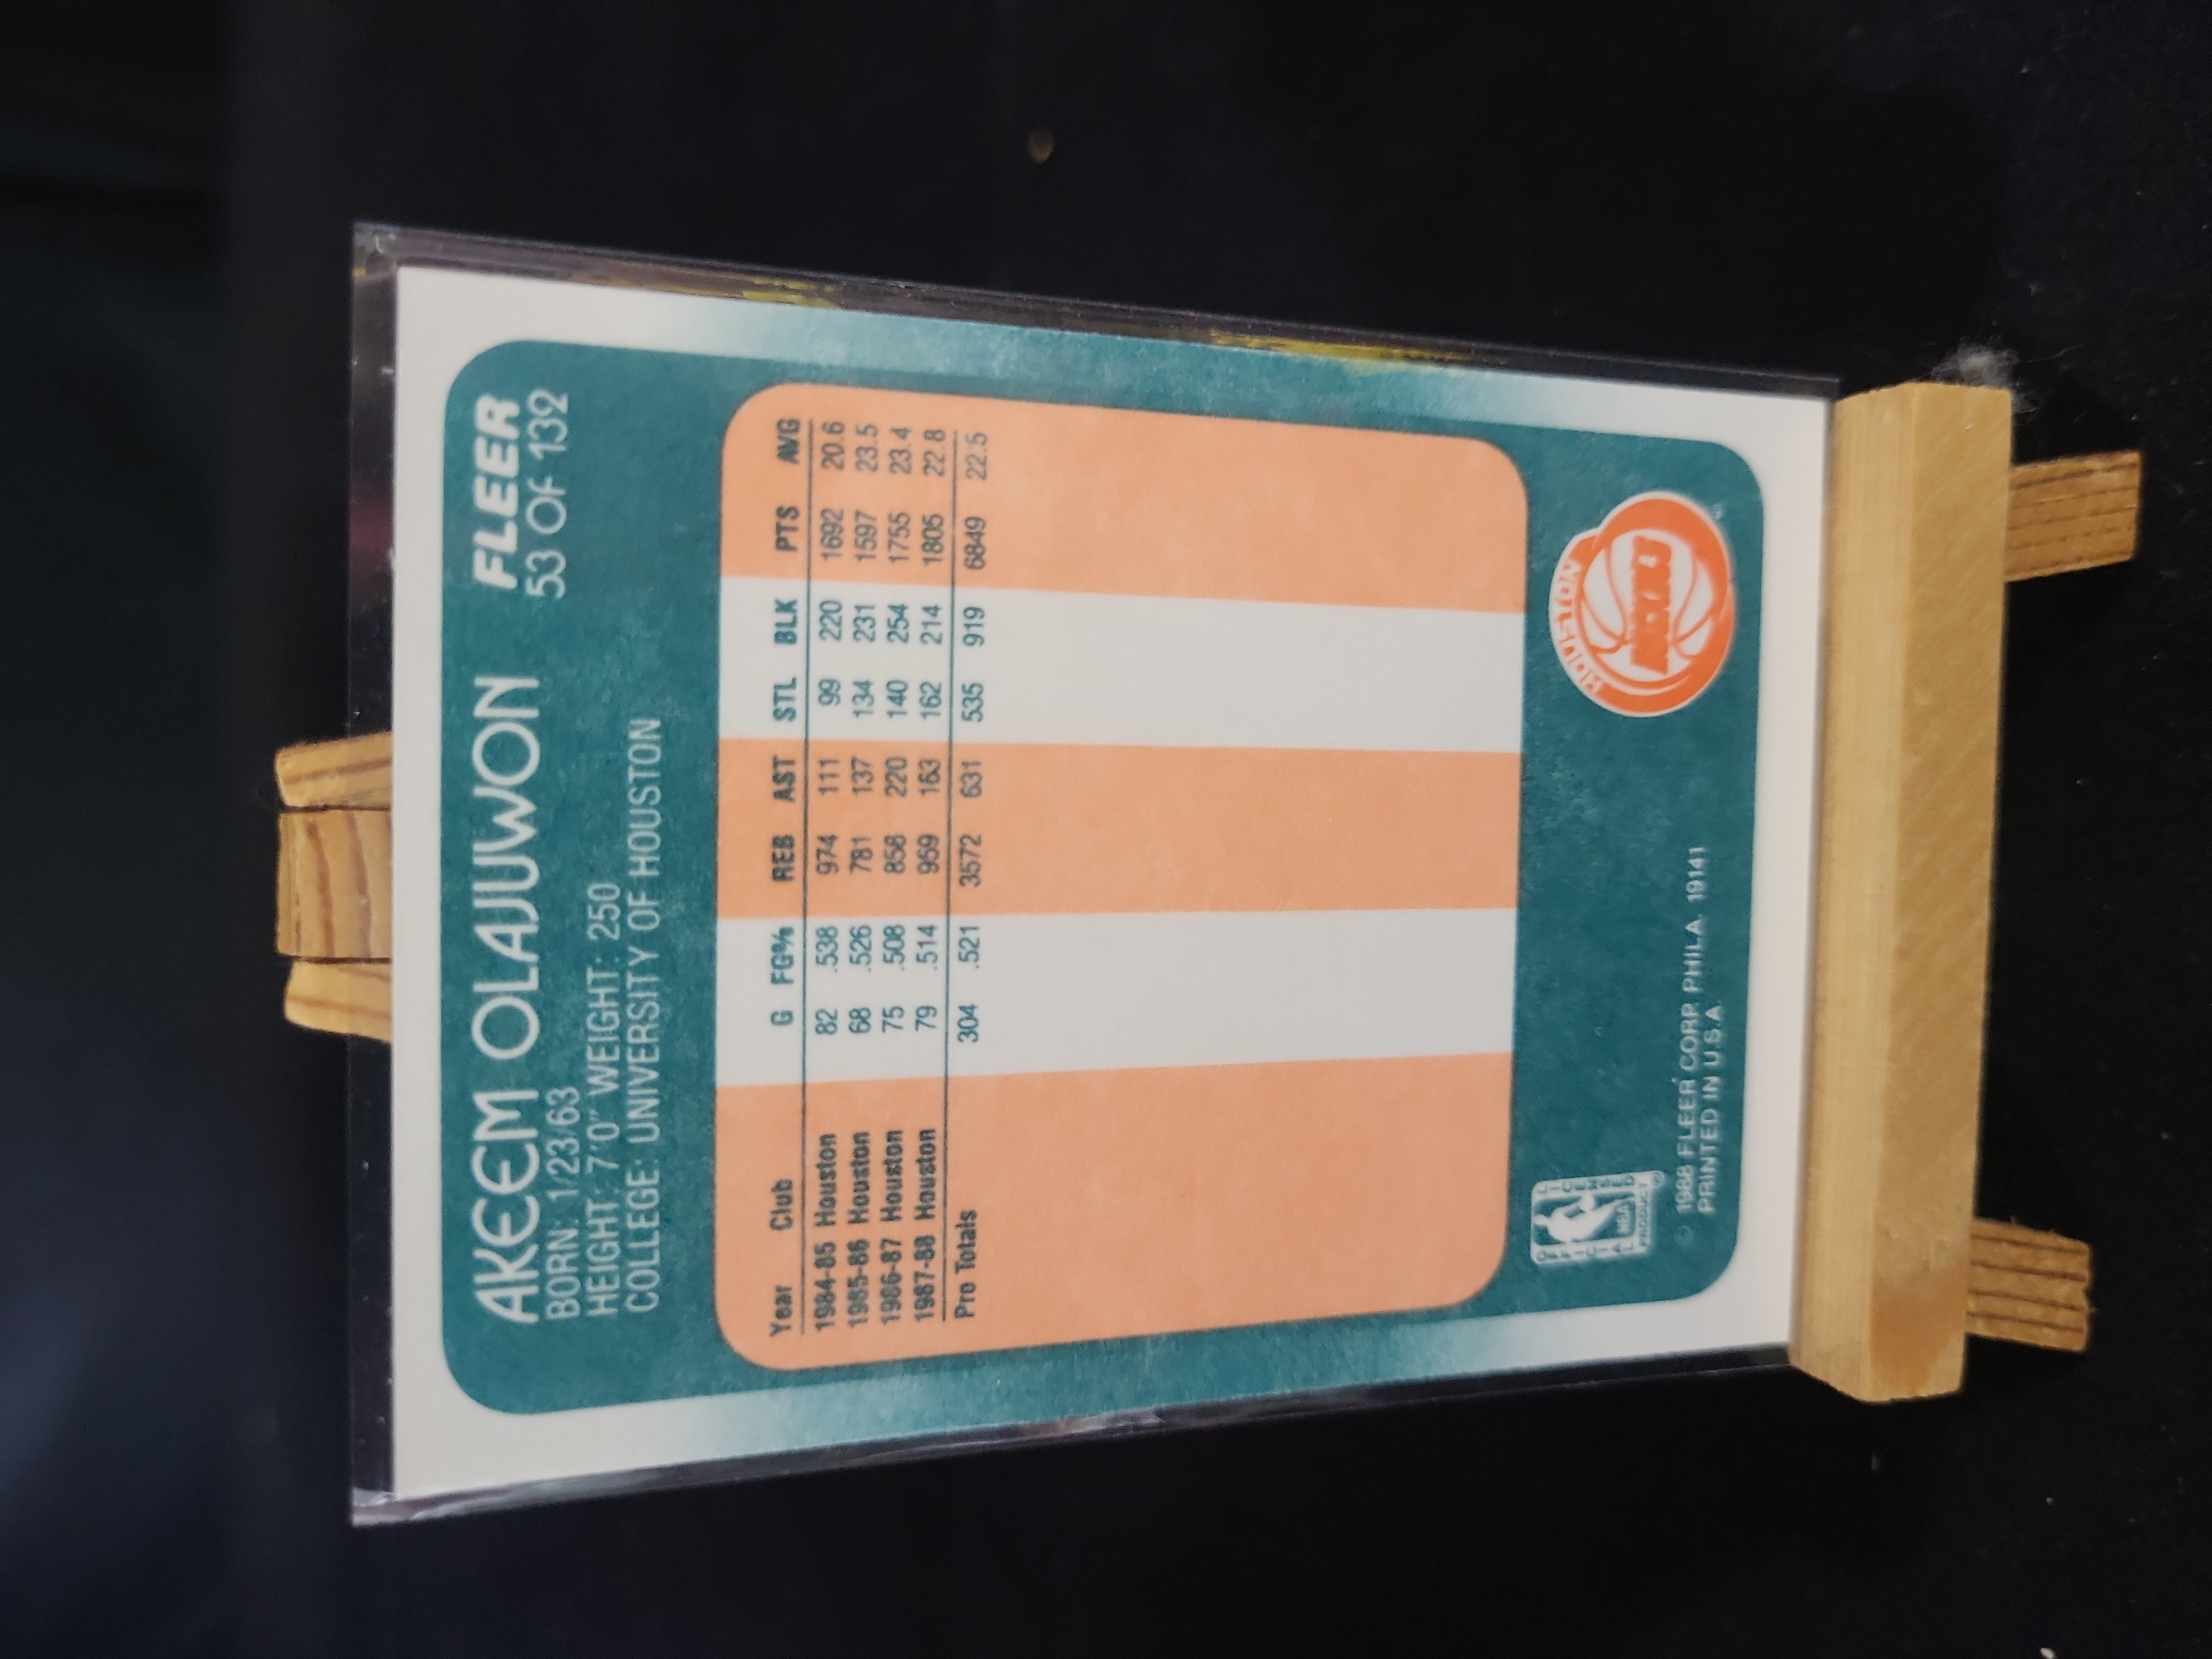 AKEEM OLAJUWON FLEER
BORN: 1/23/63 53 OF 132
HEIGHT: 7'0" WEIGHT: 250
COLLEGE: UNIVERSITY OF HOUSTON
Year Club G FG% REB AST STL BLK PTS AVG
1984-85 Houston 82 .538 974 111 99 220 1692 20.6
1985-86 Houston 68 .526 781 137 134 231 1597 23.5
1986-87 Houston 75 .508 858 220 140 254 1755 23.4
1987-88 Houston 79 .514 959 163 162 214 1805 22.8
Pro Totals 304 .521 3572 631 535 919 6849 22.5
OFFICIAL LICENSED
NBA
PRODUCT
© 1988 FLEER CORP. PHILA. 19141
PRINTED IN U.S.A.
HOUSTON
ROCKETS